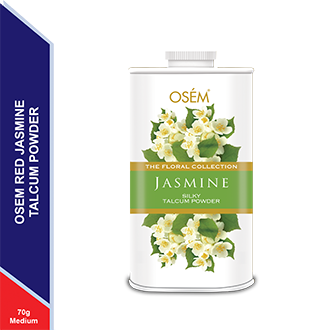 OSEM RED JASMINE
TALCUM POWDER
70g
Medium
OSÉM
THE FLORAL COLLECTION
JASMINE
SILKY
TALCUM POWDER